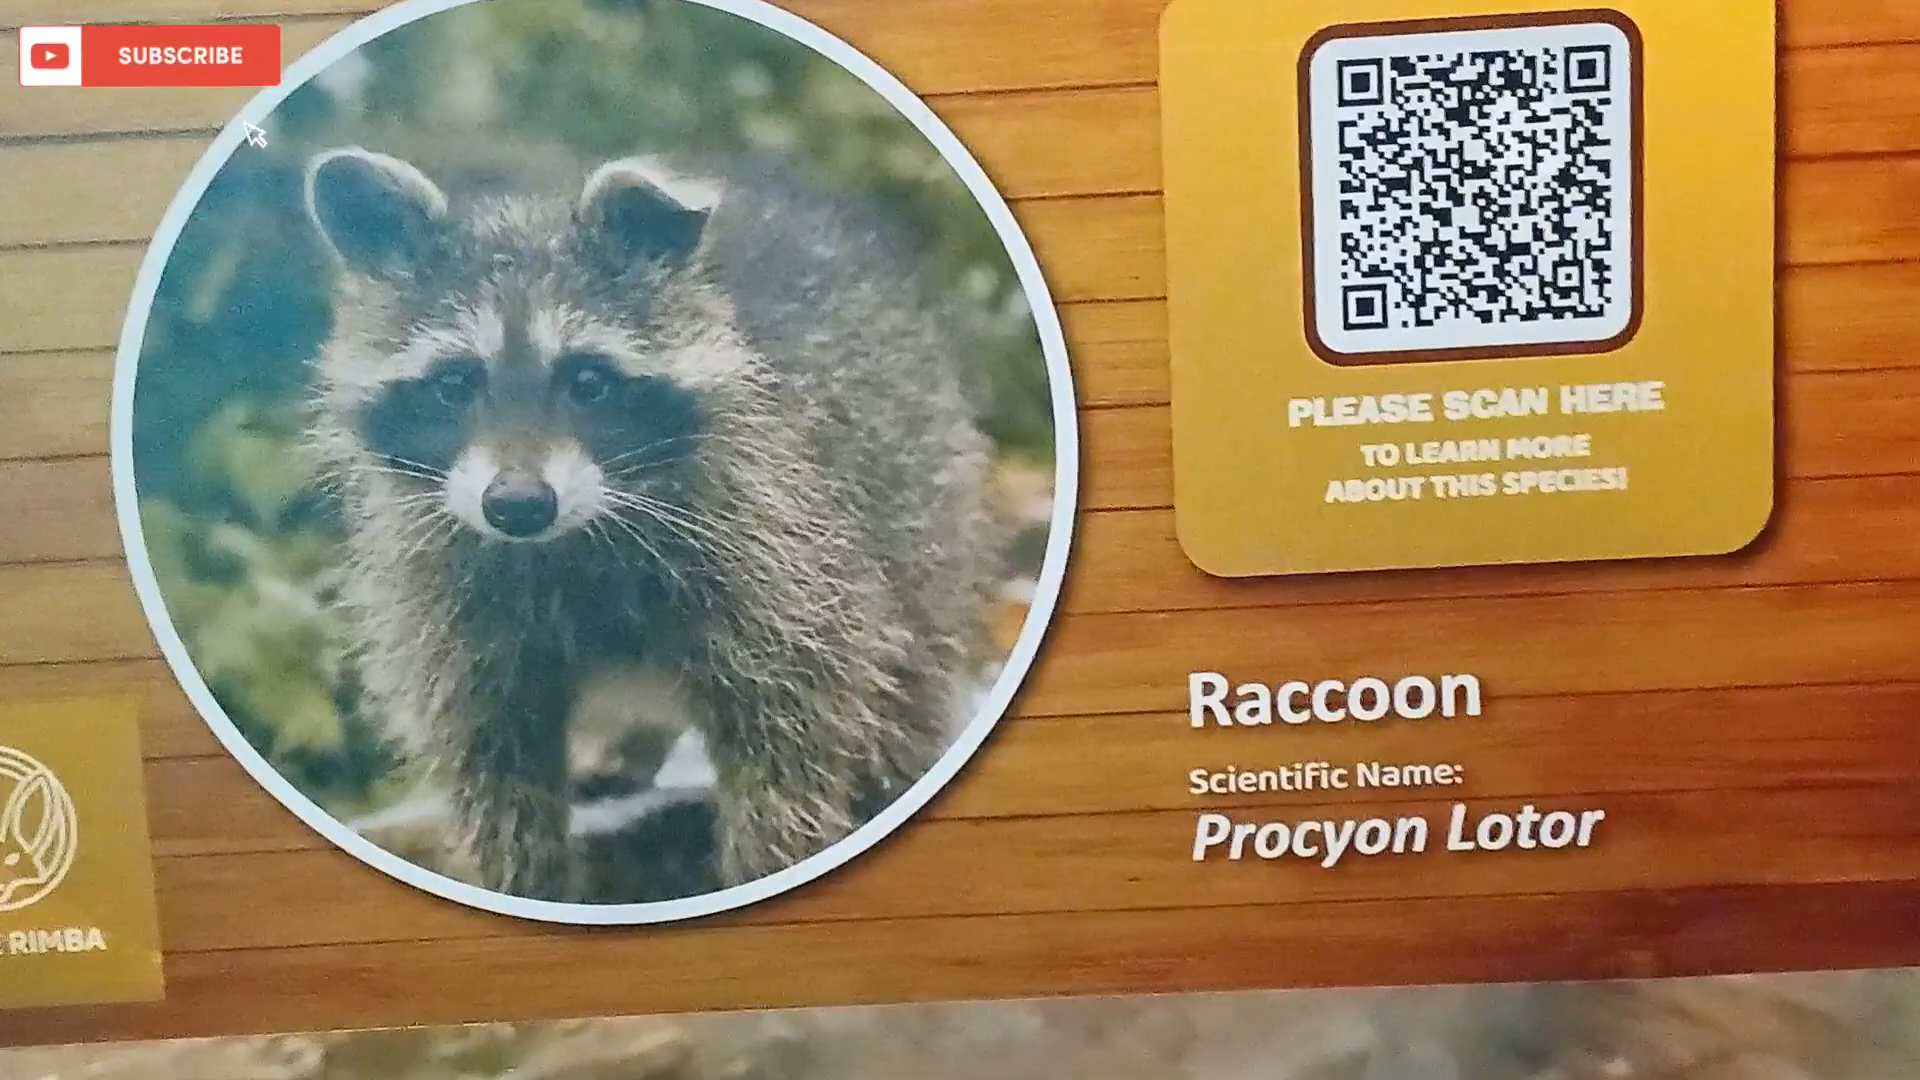 SUBSCRIBE
PLEASE SCAN HERE
TO LEARN MORE
ABOUT THIS SPECIES!
Raccoon
Scientific Name:
Procyon Lotor
RIMBA